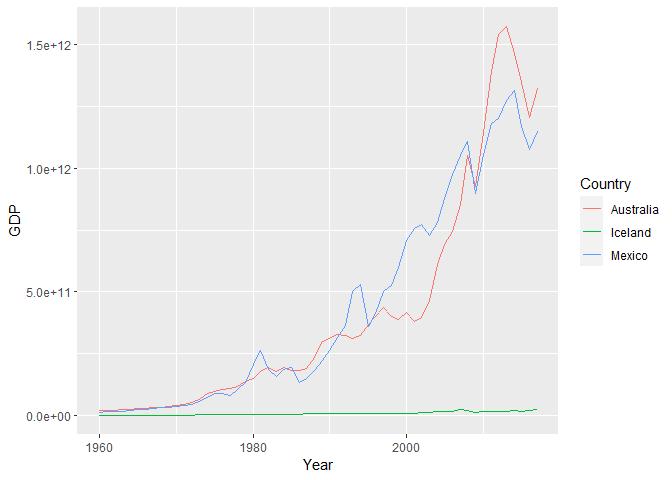 1.5e+12
1.0e+12
5.0e+11
0.0e+00
GDP
1960
1980
2000
Year
Country
Australia
Iceland
Mexico